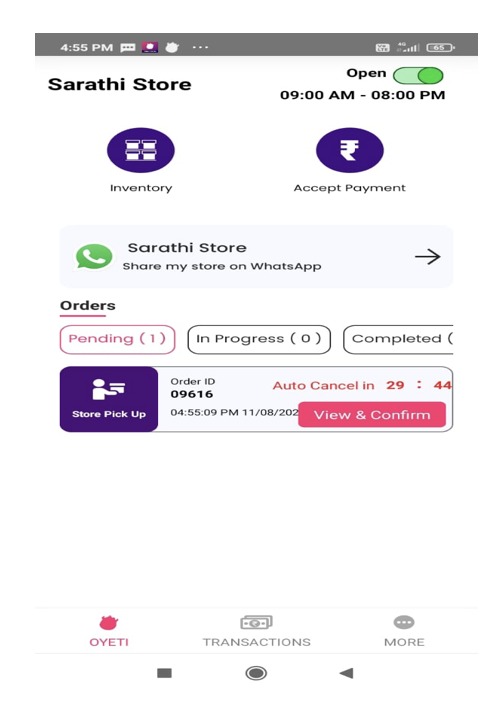 4:55 PM
4G
65
Sarathi Store
Open
09:00 AM - 08:00 PM
Inventory
Accept Payment
Sarathi Store
Share my store on WhatsApp
Orders
Pending ( 1 )
In Progress ( 0 )
Completed (
Store Pick Up
Order ID
09616
Auto Cancel in 29 : 44
04:55:09 PM 11/08/202
View & Confirm
OYETI
TRANSACTIONS
MORE